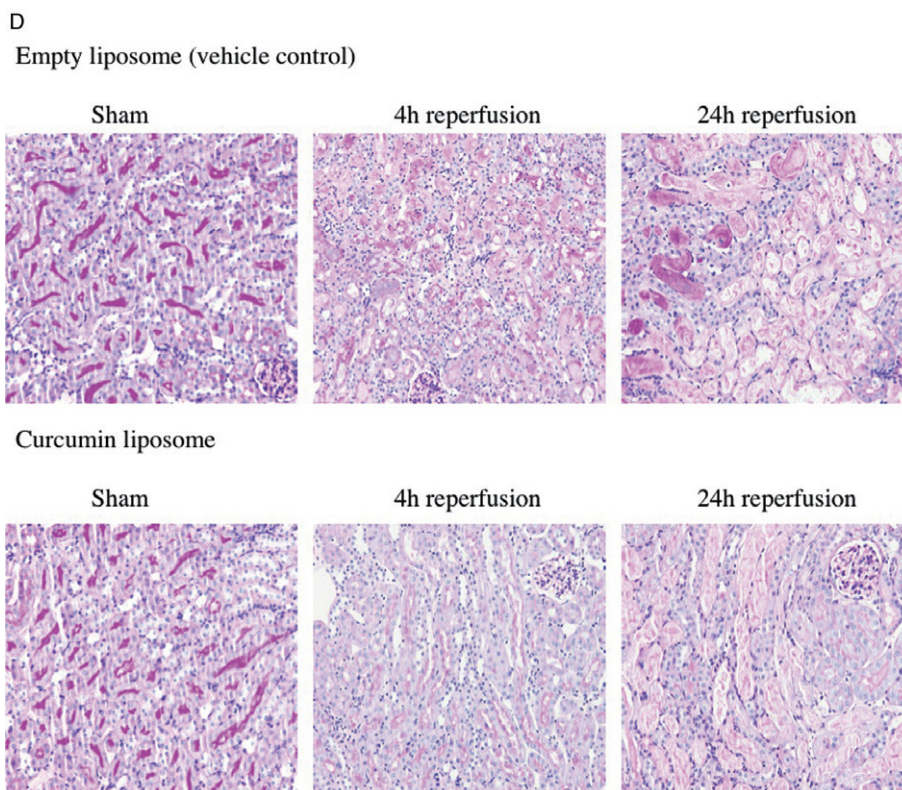 D
Empty liposome (vehicle control)
Sham 4h reperfusion 24h reperfusion
Curcumin liposome
Sham 4h reperfusion 24h reperfusion